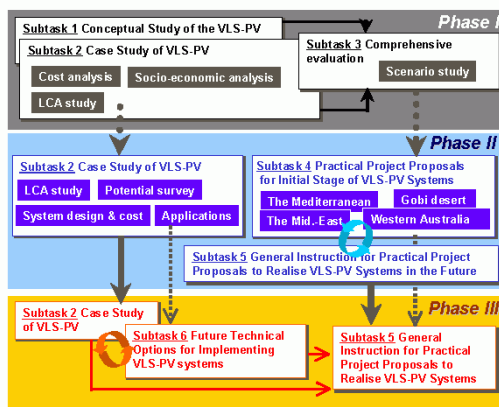 Phase I
Subtask 1 Conceptual Study of the VLS-PV
Subtask 2 Case Study of VLS-PV
Cost analysis
Socio-economic analysis
LCA study
Subtask 3 Comprehensive
evaluation
Scenario study
Phase II
Subtask 2 Case Study of VLS-PV
LCA study
Potential survey
System design & cost
Applications
Subtask 4 Practical Project Proposals
for Initial Stage of VLS-PV Systems
The Mediterranean
Gobi desert
The Mid.-East
Western Australia
Subtask 5 General Instruction for Practical Project
Proposals to Realise VLS-PV Systems in the Future
Phase III
Subtask 2 Case Study
of VLS-PV
Subtask 6 Future Technical
Options for Implementing
VLS-PV systems
Subtask 5 General
Instruction for Practical
Project Proposals to
Realise VLS-PV Systems